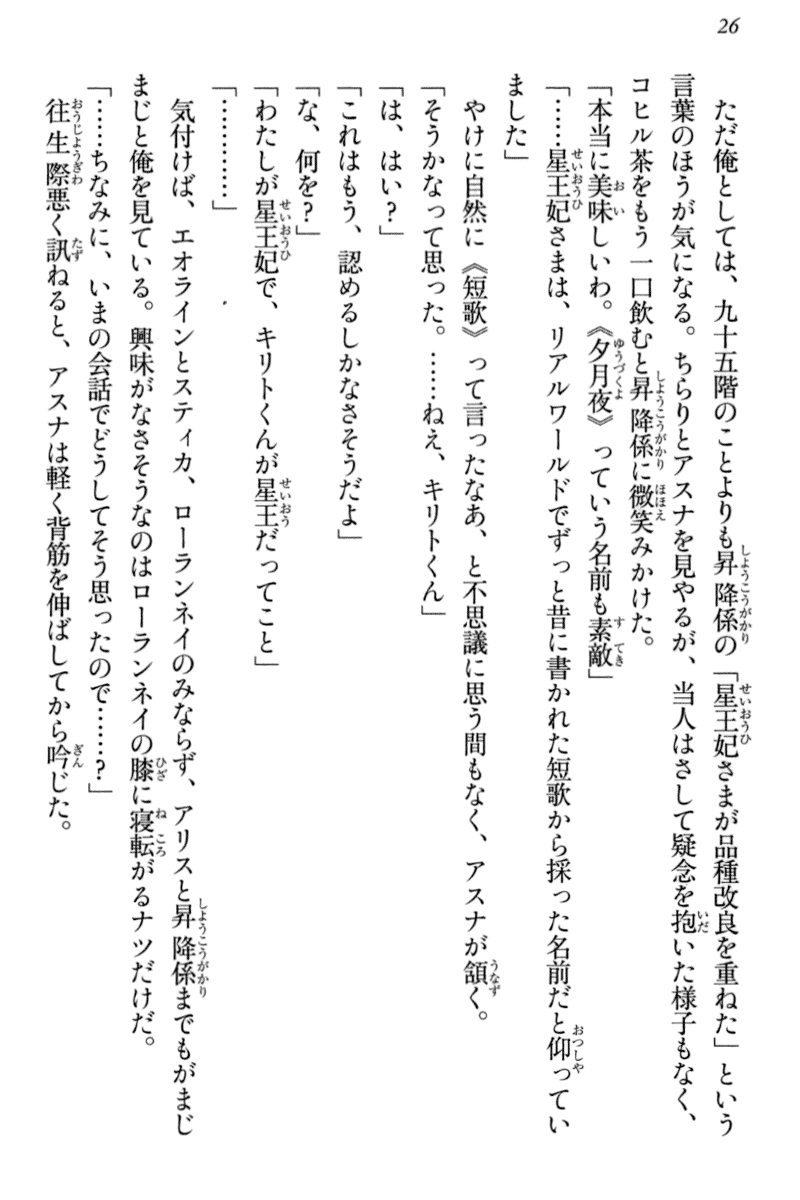 26
ただ俺としては、九十五階のことよりも昇降係の「星王妃さまが品種改良を重ねた」という
言葉のほうが気になる。ちらりとアスナを見やるが、当人はさして疑念を抱いた様子もなく、
コヒル茶をもう一口飲むと昇降係に微笑みかけた。
「本当に美味しいわ。《夕月夜》っていう名前も素敵」
「……星王妃さまは、リアルワールドでずっと昔に書かれた短歌から採った名前だと仰ってい
ました」
やけに自然に《短歌》って言ったなあ、と不思議に思う間もなく、アスナが頷く。
「そうかなって思った。……ねえ、キリトくん」
「は、はい?」
「これはもう、認めるしかなさそうだよ」
「な、何を?」
「わたしが星王妃で、キリトくんが星王だってこと」
「…………」
気付けば、エオラインとスティカ、ローランネイのみならず、アリスと昇降係までもがまじ
まじと俺を見ている。興味がなさそうなのはローランネイの膝に寝転がるナツだけだ。
「……ちなみに、いまの会話でどうしてそう思ったので……?」
往生際悪く訊ねると、アスナは軽く背筋を伸ばしてから吟じた。